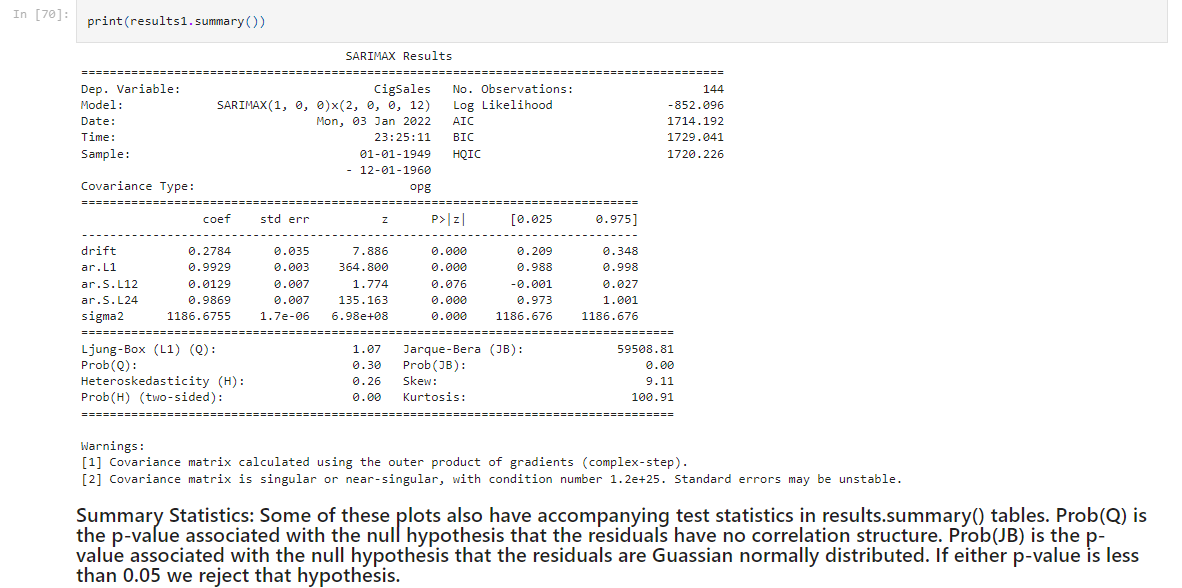 In [70]:
print(results1.summary())
SARIMAX Results
==========================================================================================
Dep. Variable: CigSales No. Observations: 144
Model: SARIMAX(1, 0, 0)x(2, 0, 0, 12) Log Likelihood -852.096
Date: Mon, 03 Jan 2022 AIC 1714.192
Time: 23:25:11 BIC 1729.041
Sample: 01-01-1949 HQIC 1720.226
- 12-01-1960
Covariance Type: opg
==============================================================================
coef std err z P>|z| [0.025 0.975]
------------------------------------------------------------------------------
drift 0.2784 0.035 7.886 0.000 0.209 0.348
ar.L1 0.9929 0.003 364.800 0.000 0.988 0.998
ar.S.L12 0.0129 0.007 1.774 0.076 -0.001 0.027
ar.S.L24 0.9869 0.007 135.163 0.000 0.973 1.001
sigma2 1186.6755 1.7e-06 6.98e+08 0.000 1186.676 1186.676
===================================================================================
Ljung-Box (L1) (Q): 1.07 Jarque-Bera (JB): 59508.81
Prob(Q): 0.30 Prob(JB): 0.00
Heteroskedasticity (H): 0.26 Skew: 9.11
Prob(H) (two-sided): 0.00 Kurtosis: 100.91
===================================================================================
Warnings:
[1] Covariance matrix calculated using the outer product of gradients (complex-step).
[2] Covariance matrix is singular or near-singular, with condition number 1.2e+25. Standard errors may be unstable.
Summary Statistics: Some of these plots also have accompanying test statistics in results.summary() tables. Prob(Q) is
the p-value associated with the null hypothesis that the residuals have no correlation structure. Prob(JB) is the p-
value associated with the null hypothesis that the residuals are Guassian normally distributed. If either p-value is less
than 0.05 we reject that hypothesis.